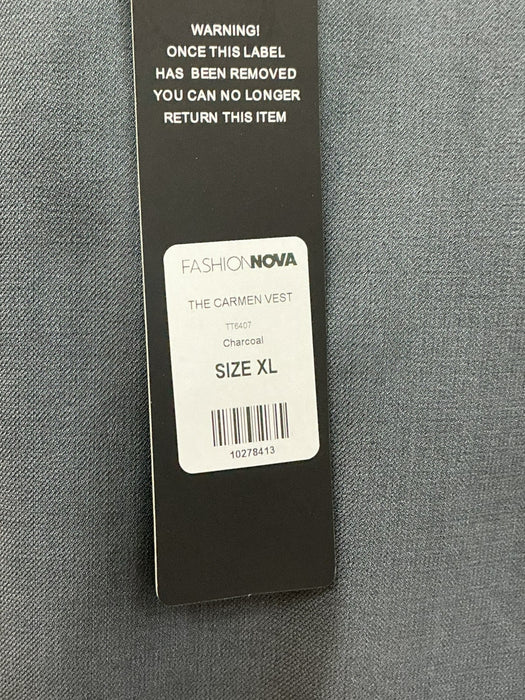 WARNING!
ONCE THIS LABEL
HAS BEEN REMOVED
YOU CAN NO LONGER
RETURN THIS ITEM
FASHIONNOVA
THE CARMEN VEST
TT6407
Charcoal
SIZE XL
10278413